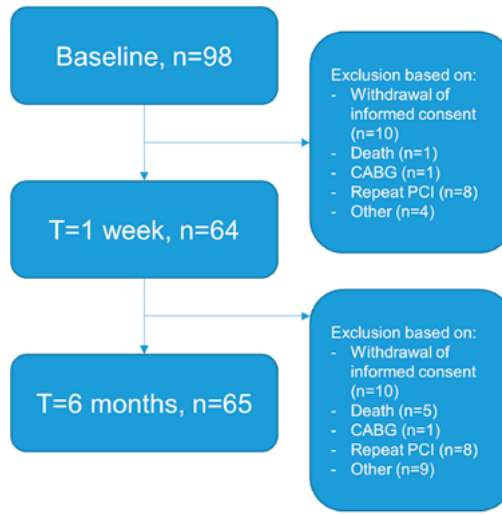 Baseline, n=98
Exclusion based on:
- Withdrawal of
informed consent
(n=10)
- Death (n=1)
- CABG (n=1)
- Repeat PCI (n=8)
- Other (n=4)
T=1 week, n=64
Exclusion based on:
- Withdrawal of
informed consent
(n=10)
- Death (n=5)
- CABG (n=1)
- Repeat PCI (n=8)
- Other (n=9)
T=6 months, n=65